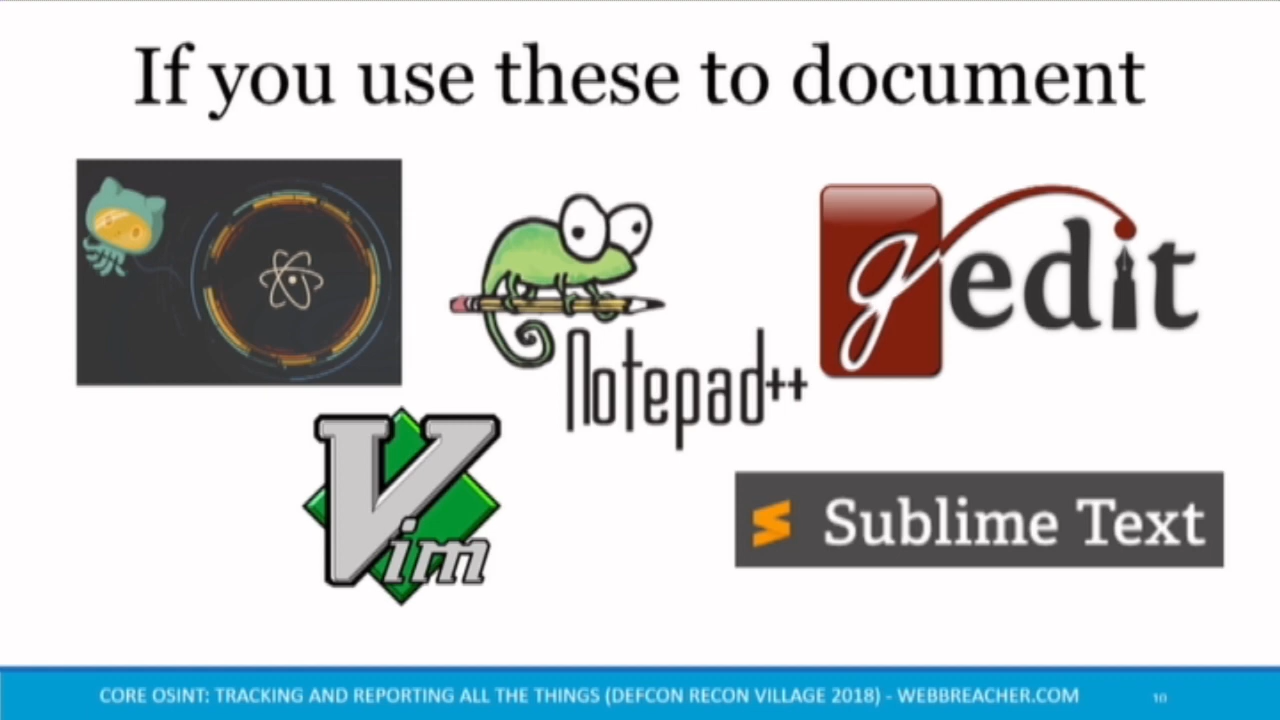 If you use these to document
Notepad++
gedit
Vim
Sublime Text
CORE OSINT: TRACKING AND REPORTING ALL THE THINGS (DEFCON RECON VILLAGE 2018) - WEBBREACHER.COM
10